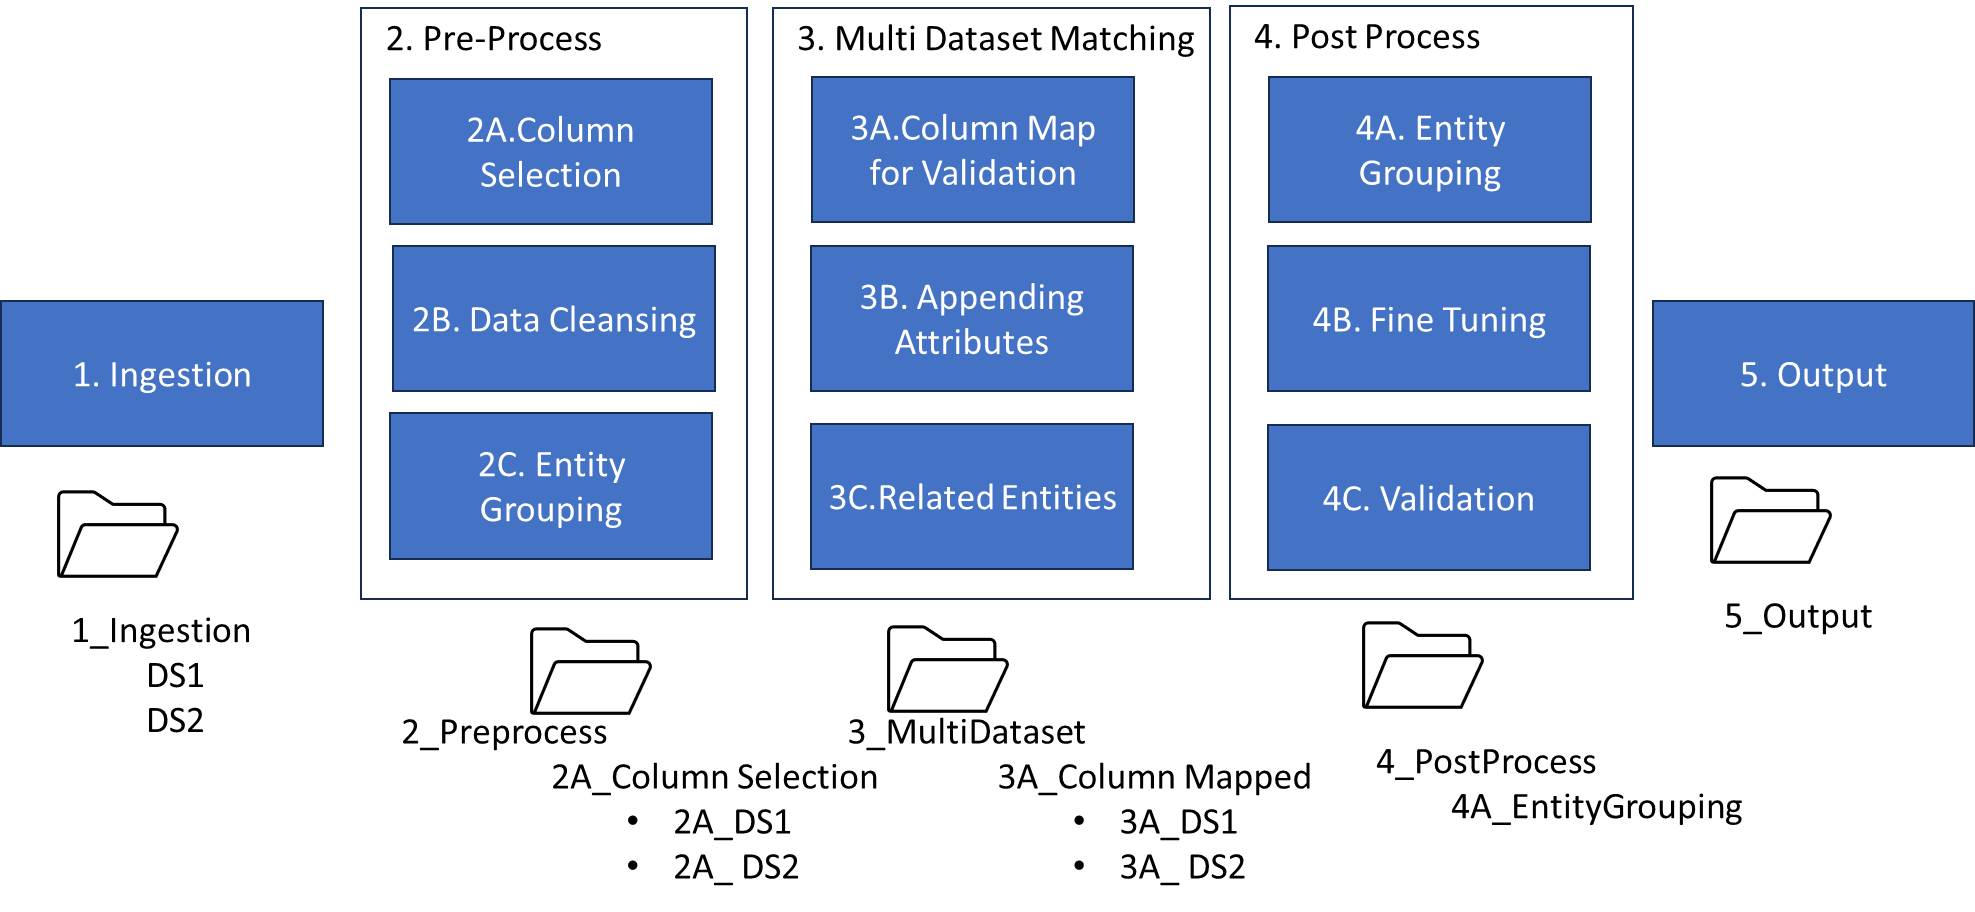 1. Ingestion
1_Ingestion
DS1
DS2
2. Pre-Process
2A.Column
Selection
2B. Data Cleansing
2C. Entity
Grouping
2_Preprocess
2A_Column Selection
• 2A_DS1
• 2A_ DS2
3. Multi Dataset Matching
3A.Column Map
for Validation
3B. Appending
Attributes
3C.Related Entities
3_MultiDataset
3A_Column Mapped
• 3A_DS1
• 3A_ DS2
4. Post Process
4A. Entity
Grouping
4B. Fine Tuning
4C. Validation
4_PostProcess
4A_EntityGrouping
5. Output
5_Output